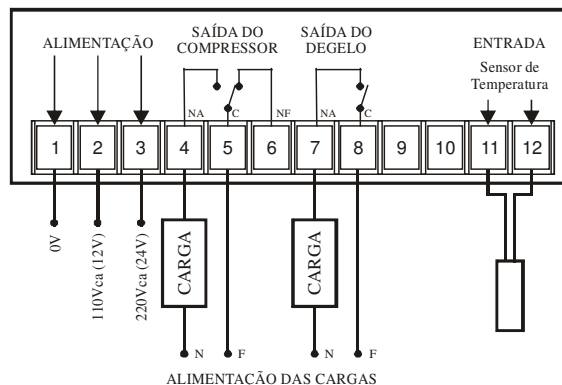 ALIMENTAÇÃO
SAÍDA DO
COMPRESSOR
SAÍDA DO
DEGELO
ENTRADA
Sensor de
Temperatura
NA C NF NA C
1 2 3 4 5 6 7 8 9 10 11 12
0V
110Vca (12V)
220Vca (24V)
CARGA
CARGA
N F N F
ALIMENTAÇÃO DAS CARGAS